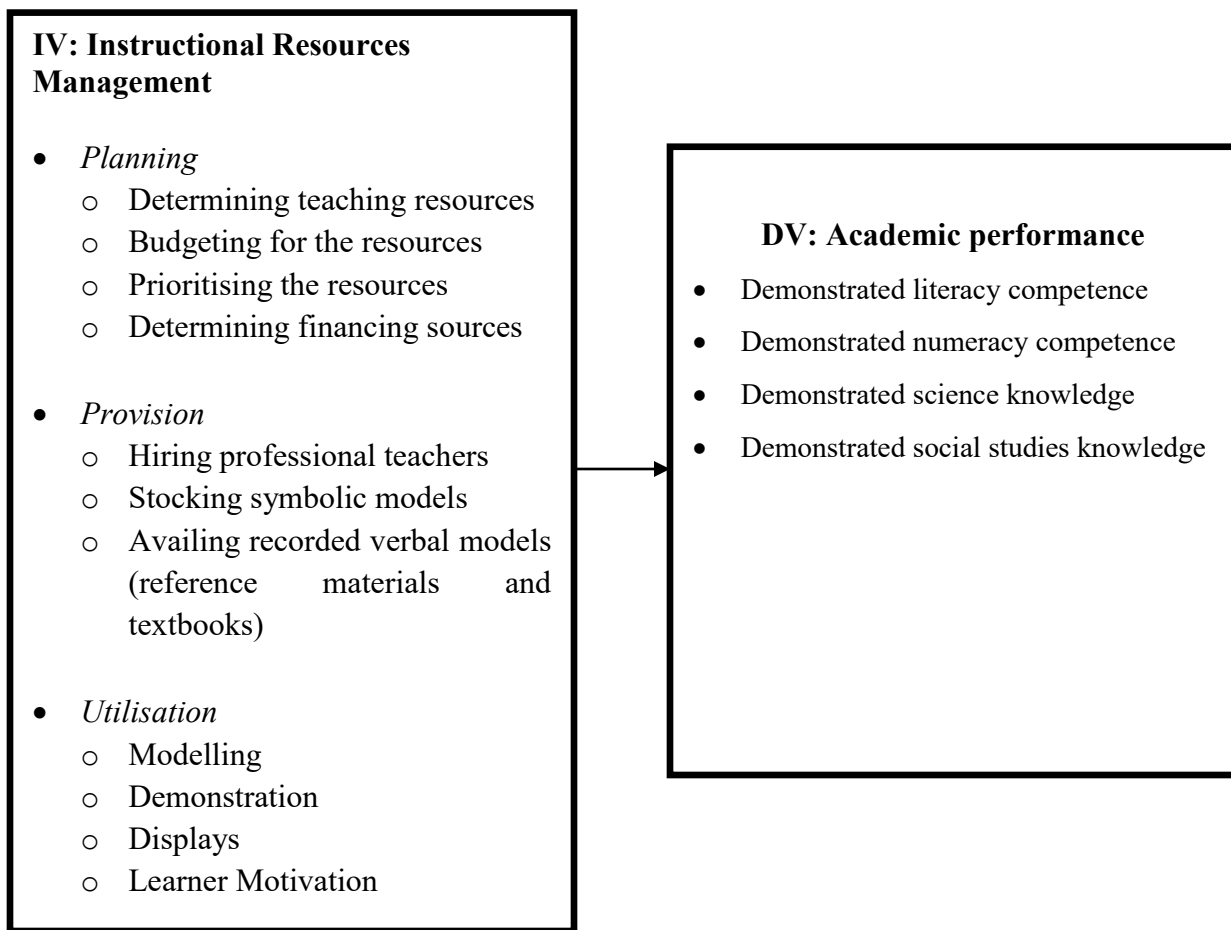 IV: Instructional Resources
Management
• Planning
o Determining teaching resources
o Budgeting for the resources
o Prioritising the resources
o Determining financing sources
• Provision
o Hiring professional teachers
o Stocking symbolic models
o Availing recorded verbal models
(reference materials and
textbooks)
• Utilisation
o Modelling
o Demonstration
o Displays
o Learner Motivation
DV: Academic performance
• Demonstrated literacy competence
• Demonstrated numeracy competence
• Demonstrated science knowledge
• Demonstrated social studies knowledge